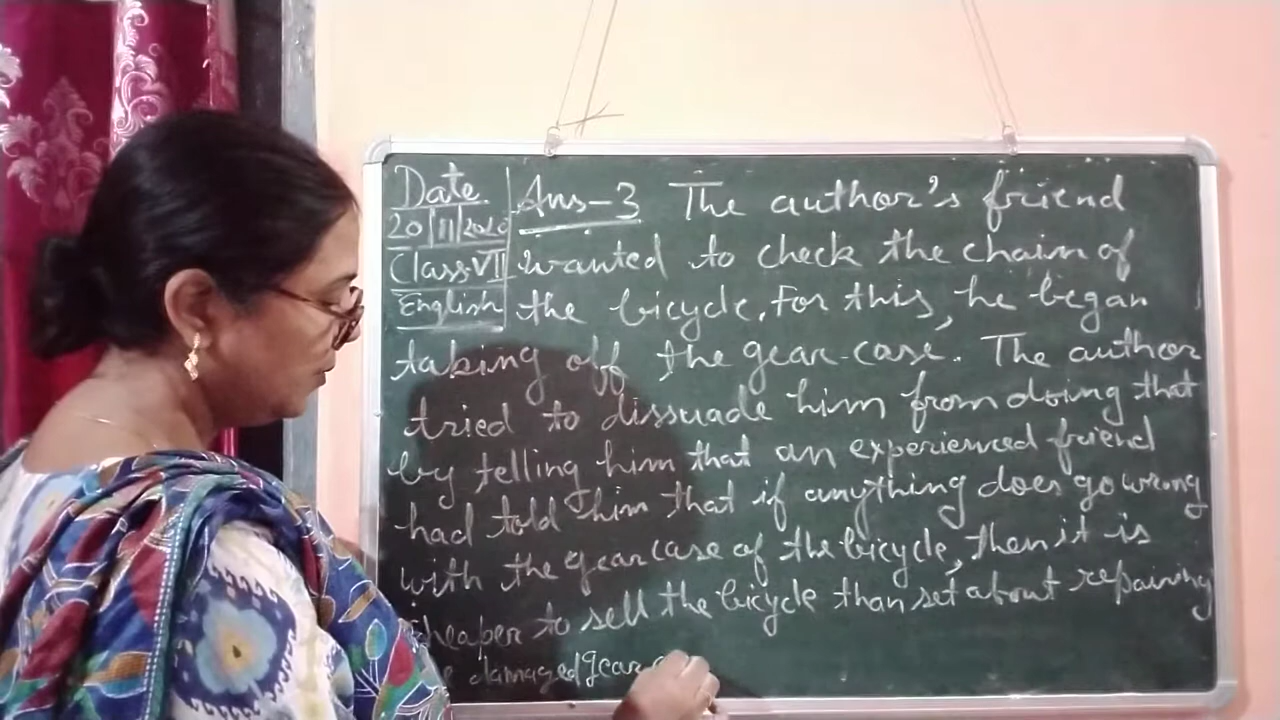 Date
20/11/2020
Class-VII
English
Ans-3 The author's friend
wanted to check the chain of
the bicycle. For this, he began
taking off the gear-case. The author
tried to dissuade him from doing that
by telling him that an experienced friend
had told him that if anything does go wrong
with the gear case of the bicycle, then it is
cheaper to sell the bicycle than set about repairing
damaged gear